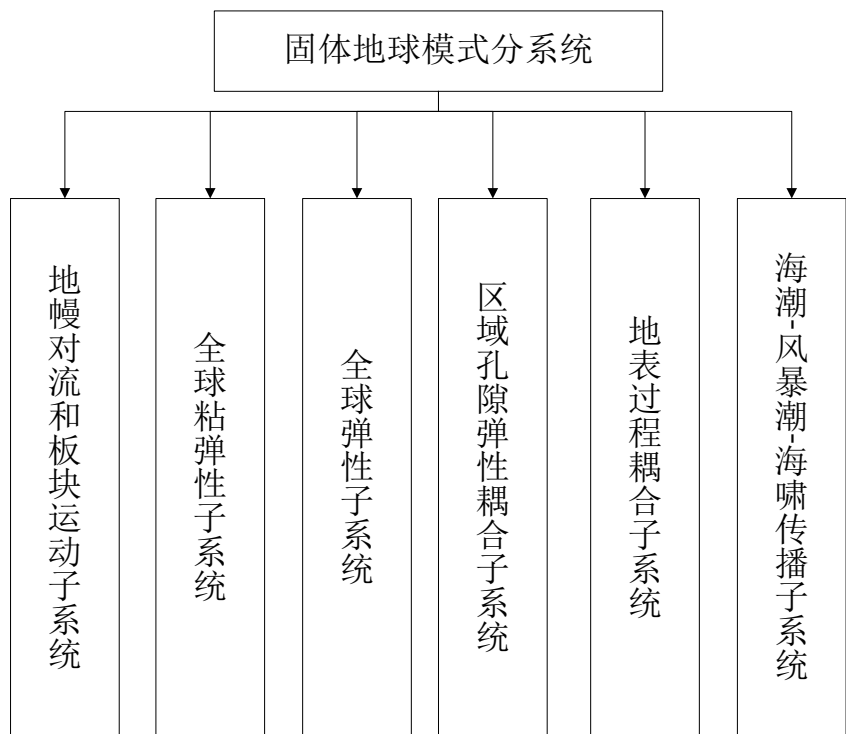 固体地球模式分系统
地幔对流和板块运动子系统
全球粘弹性子系统
全球弹性子系统
区域孔隙弹性耦合子系统
地表过程耦合子系统
海潮-风暴潮-海啸传播子系统